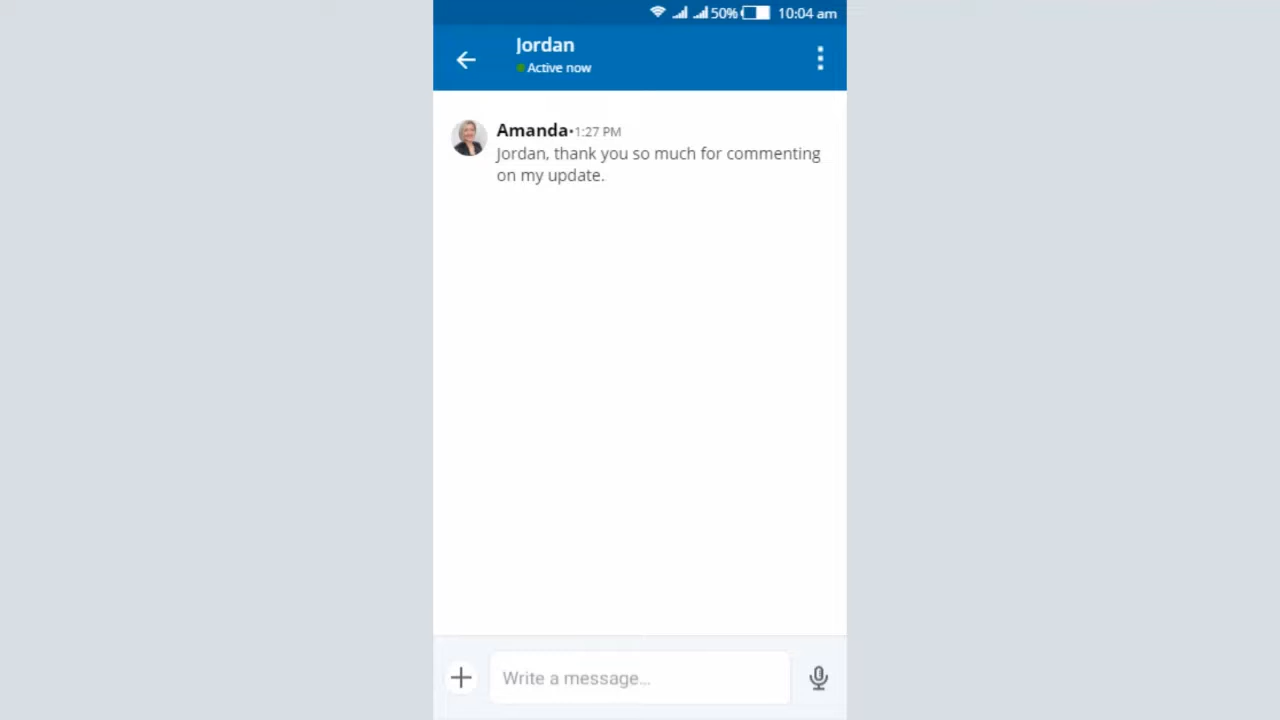 50% 10:04 am
Jordan
Active now
Amanda•1:27 PM
Jordan, thank you so much for commenting
on my update.
Write a message...